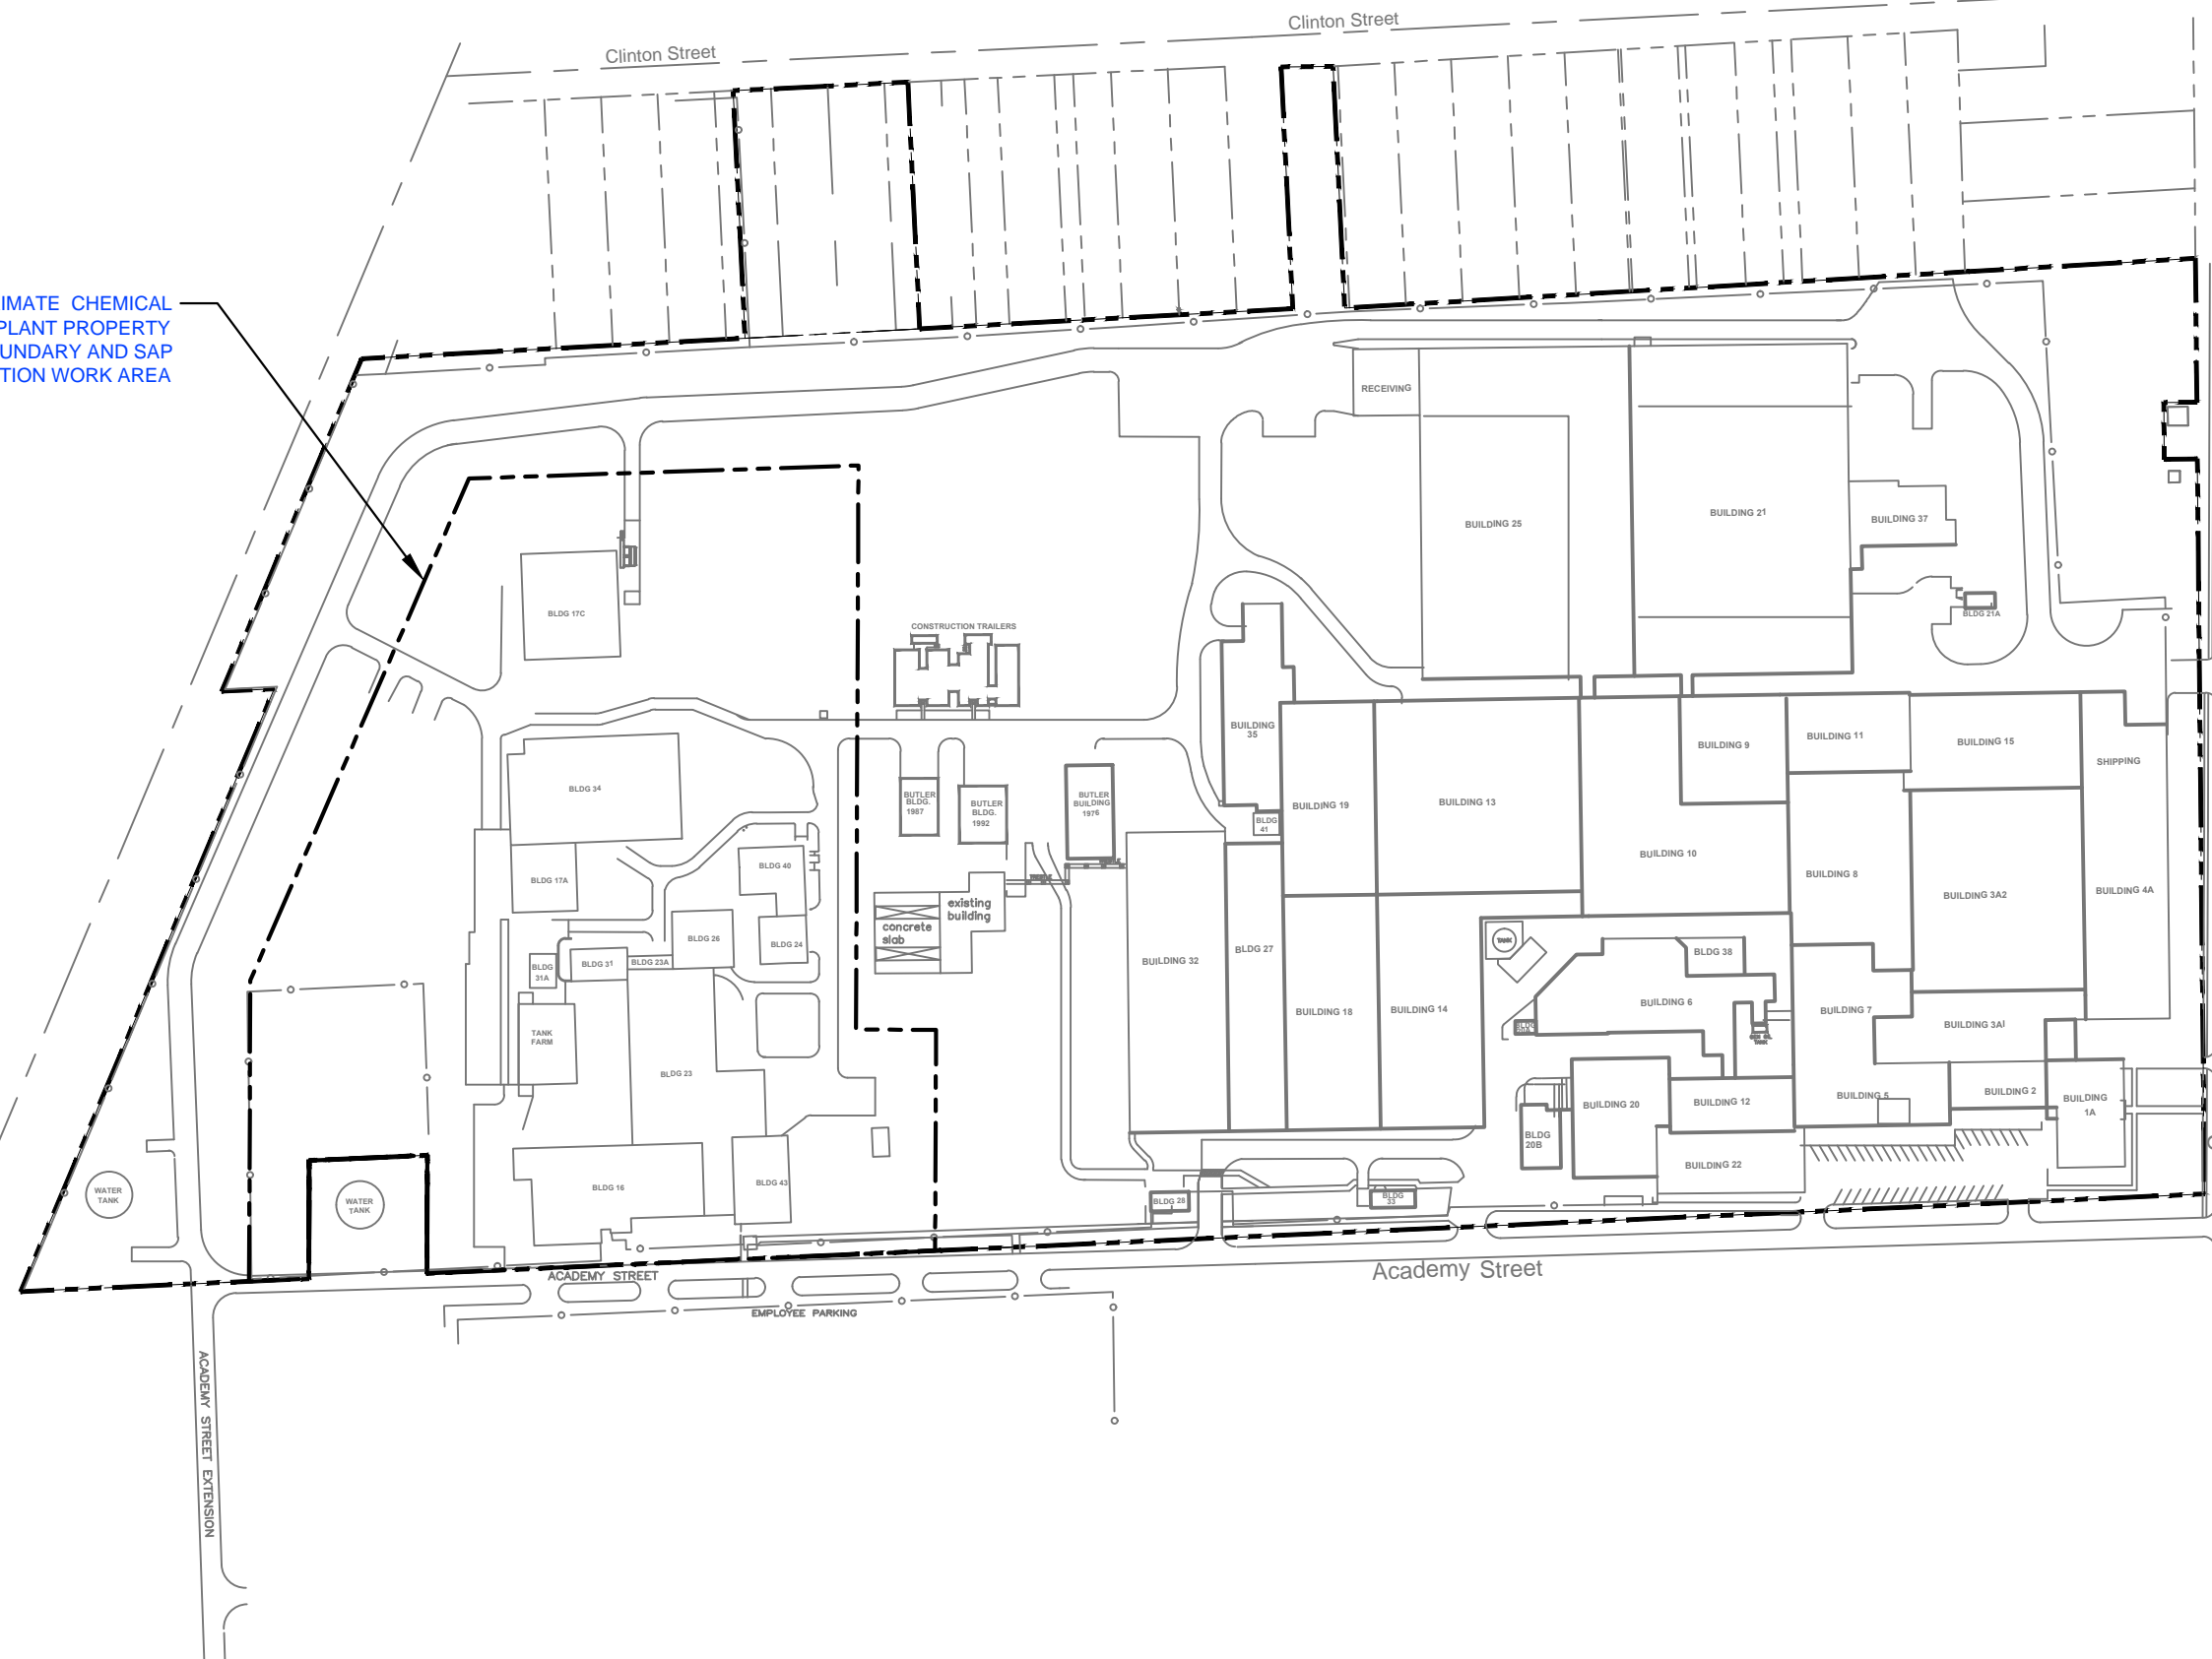 Clinton Street
Clinton Street
IMATE CHEMICAL
PLANT PROPERTY
UNDARY AND SAP
TION WORK AREA
RECEIVING
BUILDING 25
BUILDING 21
BUILDING 37
BLDG 21A
BLDG 17C
CONSTRUCTION TRAILERS
BUILDING
35
BUILDING 9
BUILDING 11
BUILDING 15
SHIPPING
BLDG 34
BUTLER
BLDG.
1987
BUTLER
BLDG.
1992
BUTLER
BUILDING
1976
BLDG
41
BUILDING 19
BUILDING 13
BUILDING 10
BUILDING 8
BUILDING 3A2
BUILDING 4A
BLDG 17A
BLDG 40
TRESTLE
TRESTLE
existing
building
concrete
slab
BLDG 26
BLDG 24
BLDG 31
BLDG 23A
BLDG
31A
BUILDING 32
BLDG 27
TANK
BLDG 38
BUILDING 6
BUILDING 18
BUILDING 14
BUILDING 7
BUILDING 3A1
TANK
FARM
BLDG 23
BUILDING 20
BUILDING 12
BUILDING 5
BUILDING 2
BUILDING
1A
BLDG
20B
BUILDING 22
BLDG 16
BLDG 43
BLDG 28
BLDG
33
WATER
TANK
WATER
TANK
ACADEMY STREET
Academy Street
EMPLOYEE PARKING
ACADEMY STREET EXTENSION